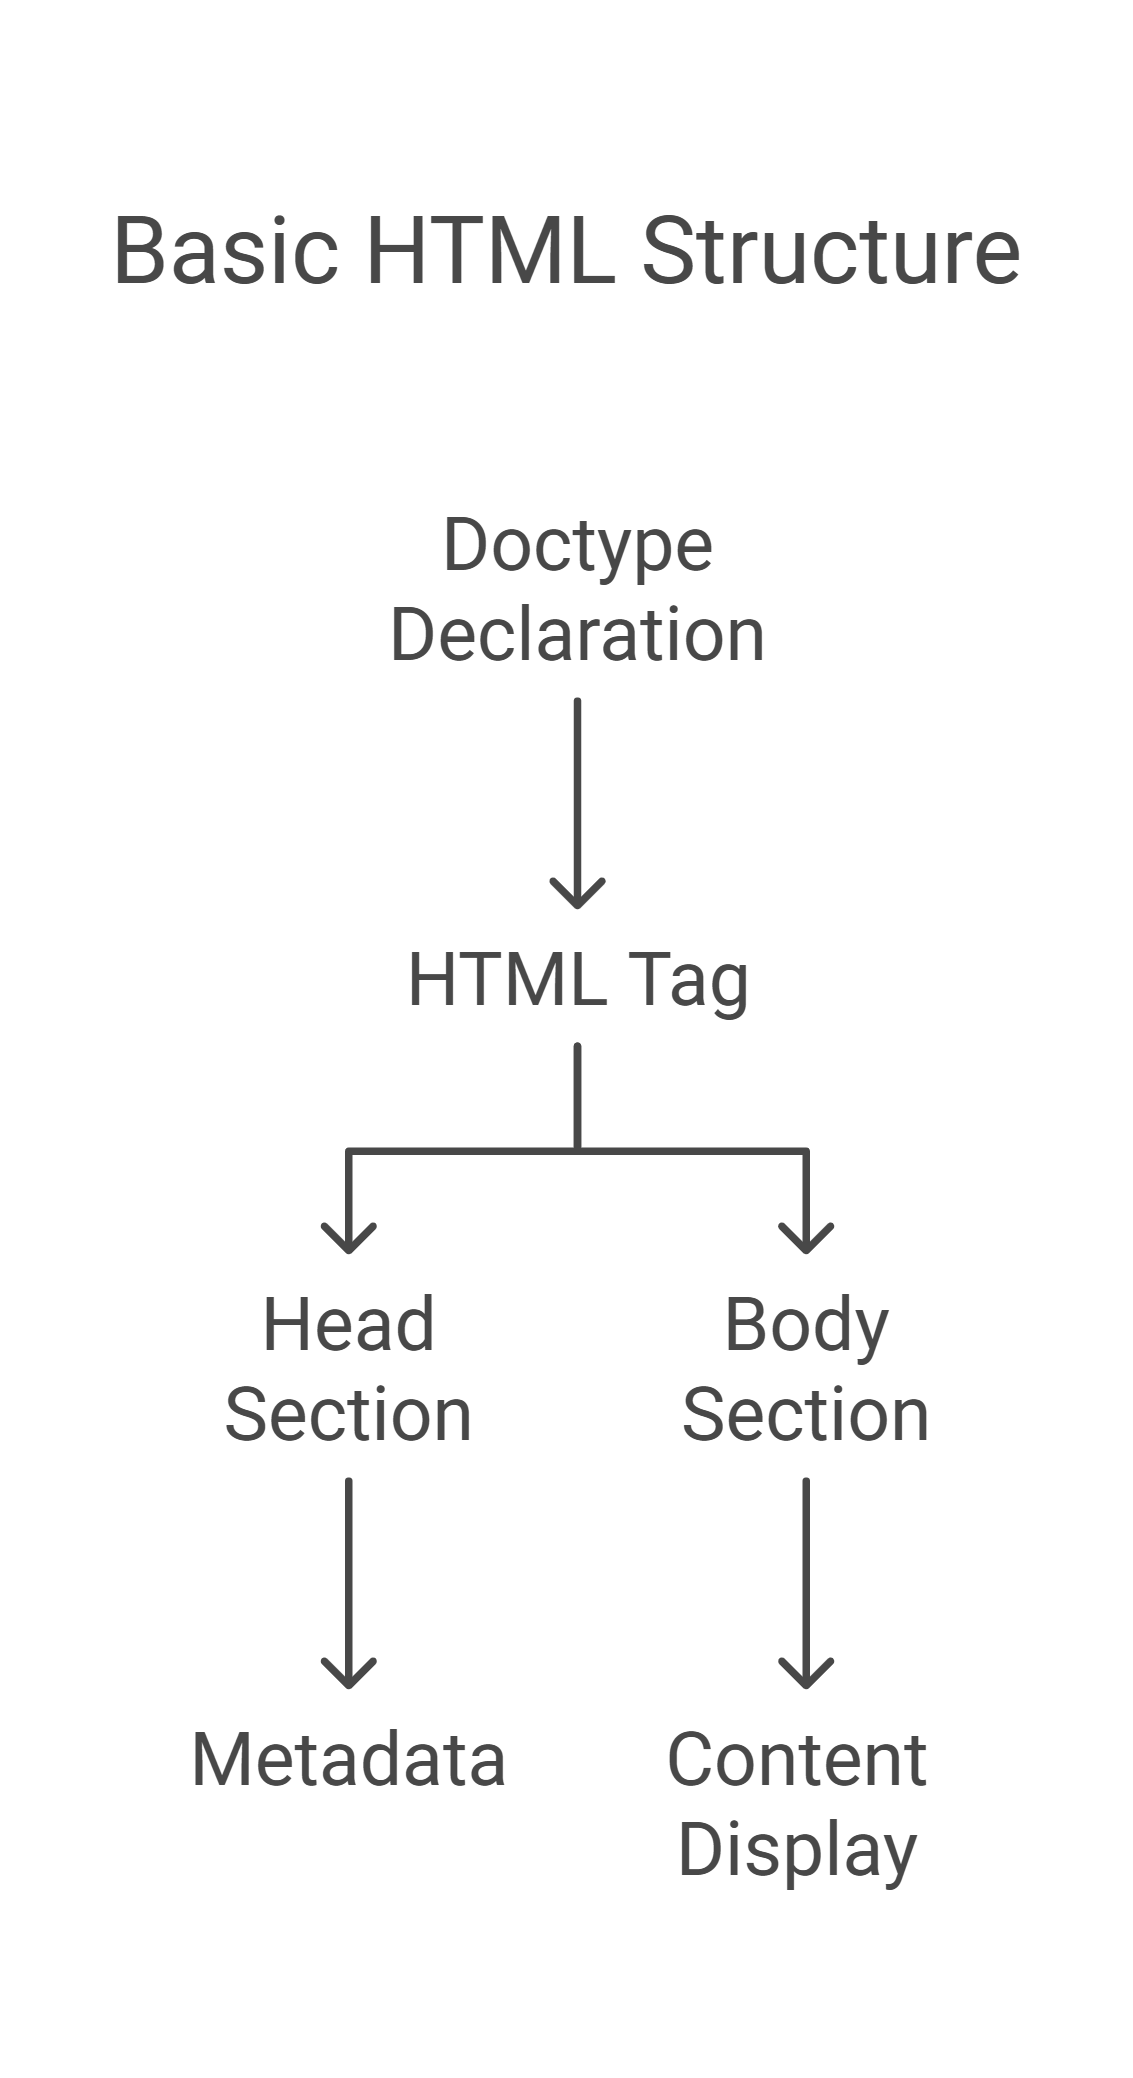 Basic HTML Structure
Doctype
Declaration
HTML Tag
Head
Section
Body
Section
Metadata
Content
Display